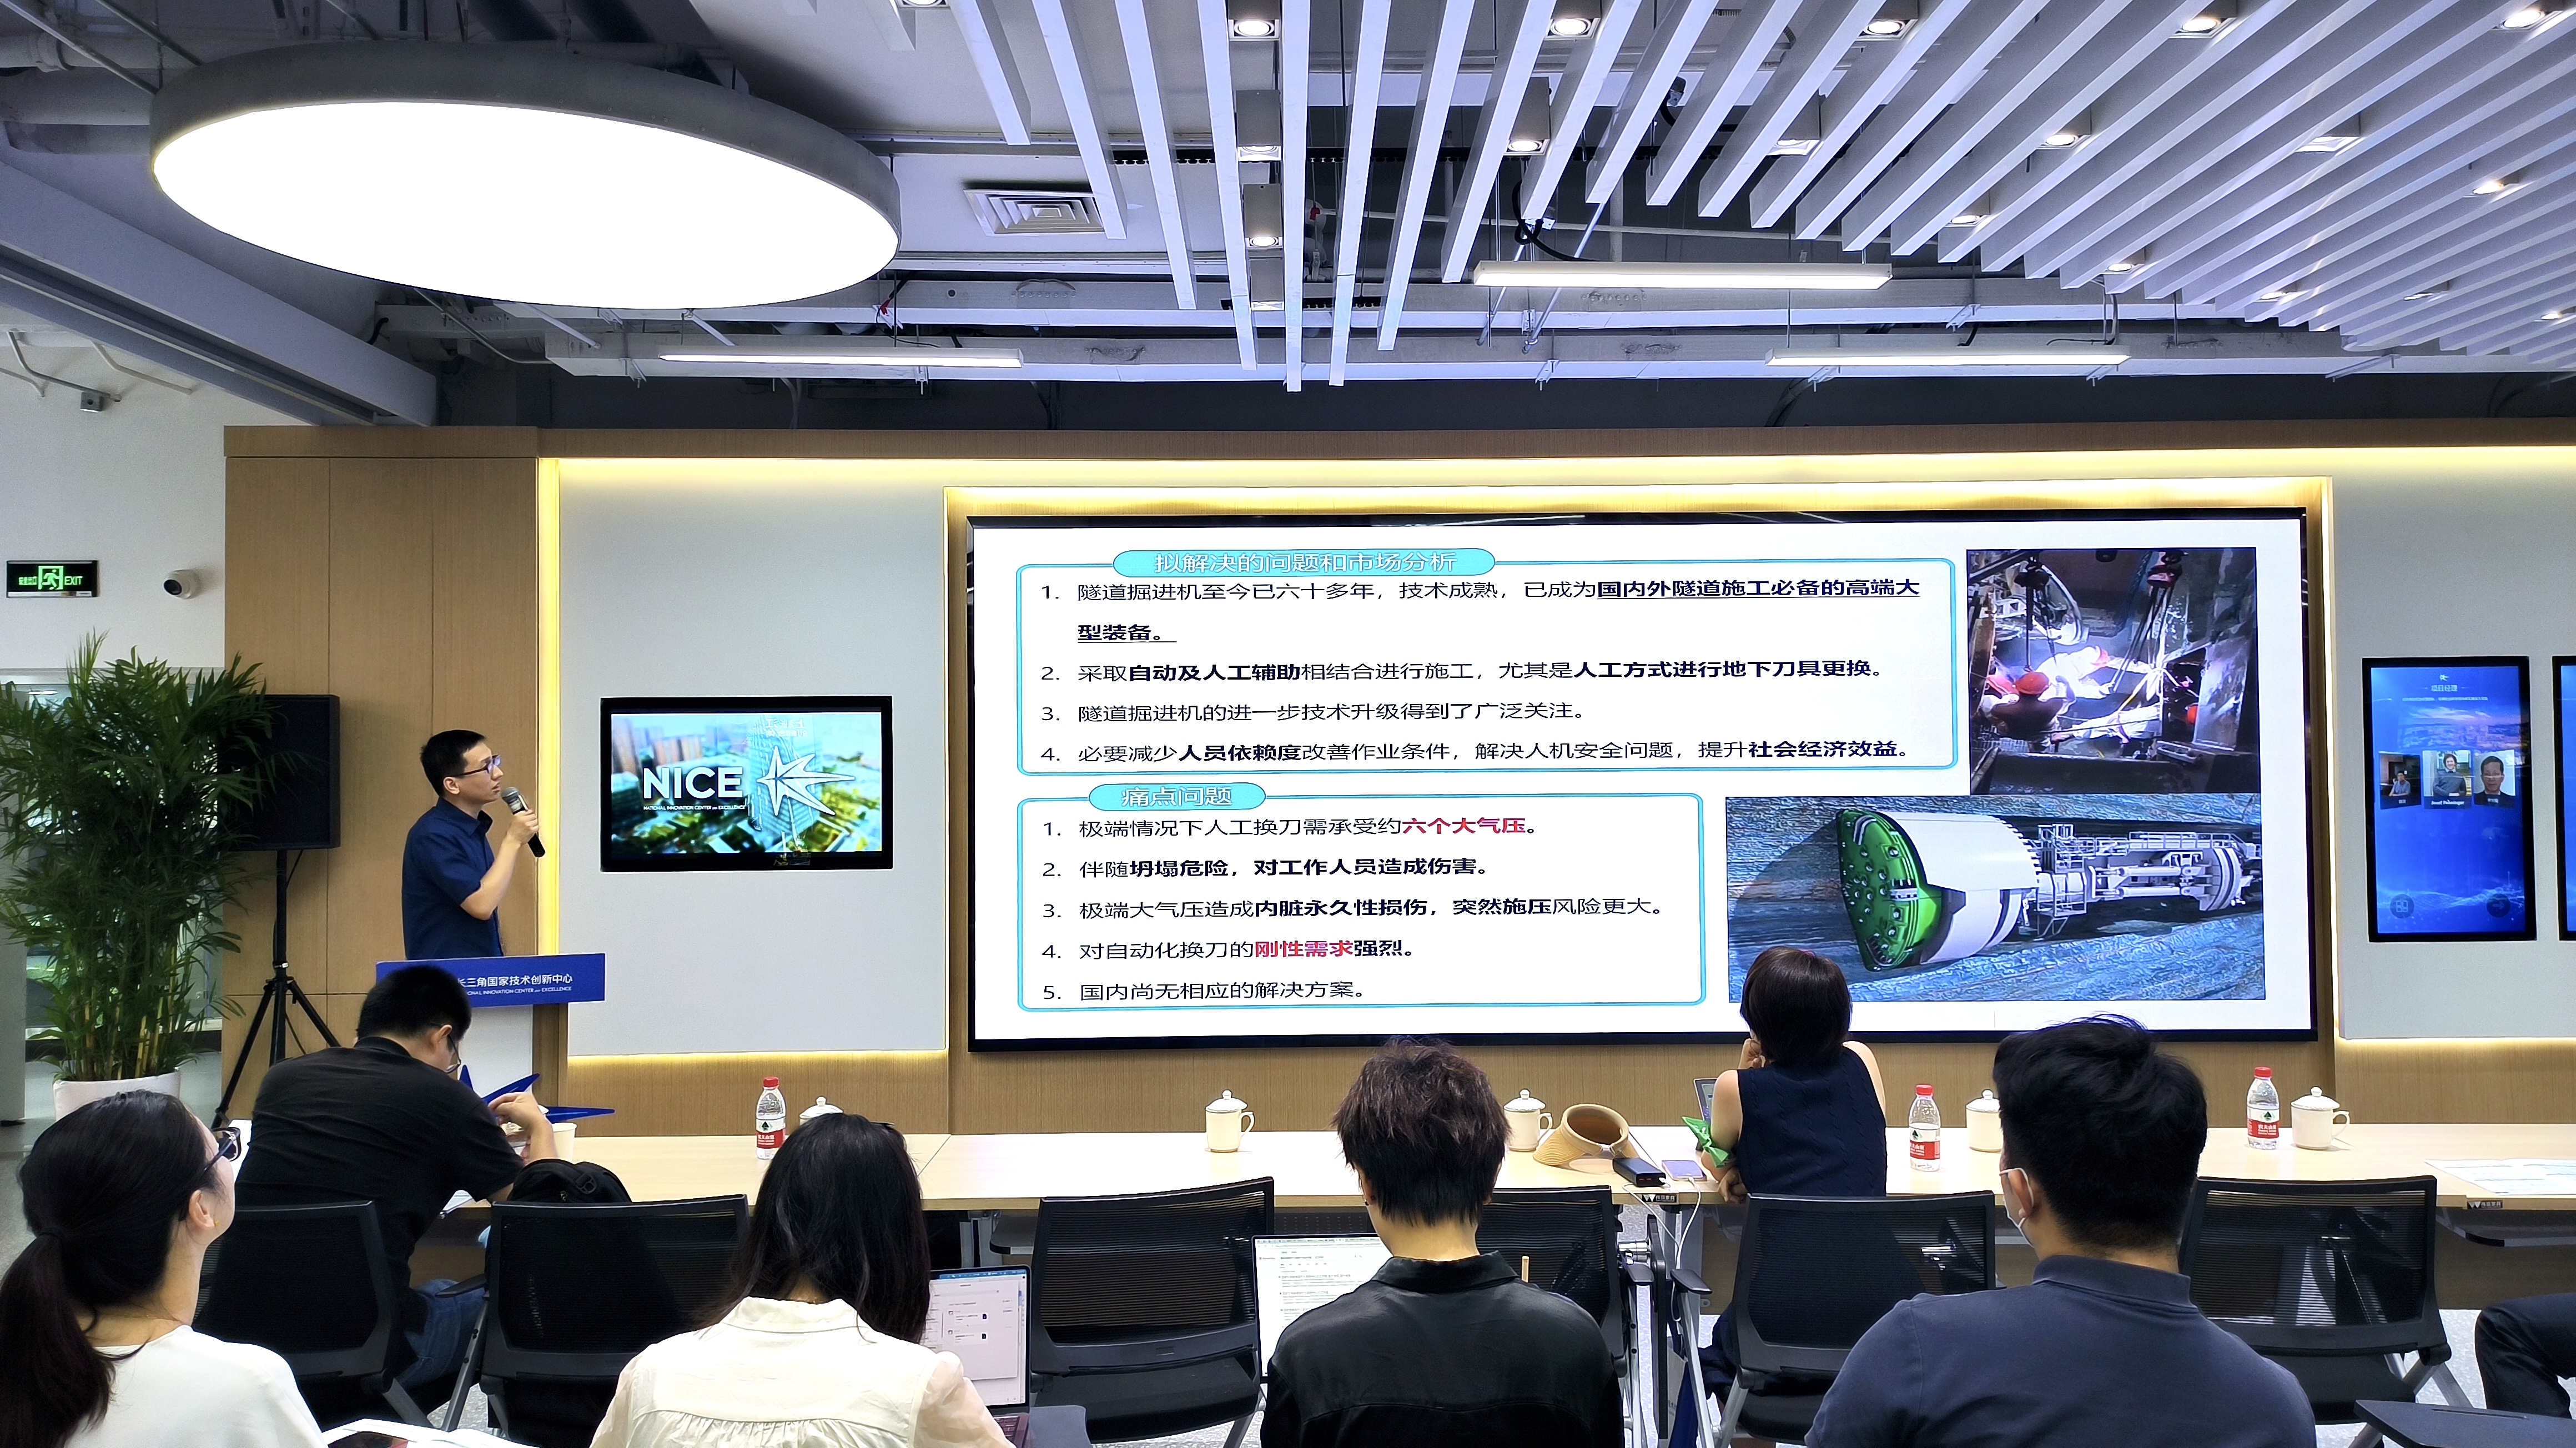 EXIT
NICE
NATIONAL INNOVATION CENTER par EXCELLENCE
长三角国家技术创新中心
NATIONAL INNOVATION CENTER par EXCELLENCE
拟解决的问题和市场分析
1. 隧道掘进机至今已六十多年，技术成熟，已成为国内外隧道施工必备的高端大
型装备。
2. 采取自动及人工辅助相结合进行施工，尤其是人工方式进行地下刀具更换。
3. 隧道掘进机的进一步技术升级得到了广泛关注。
4. 必要减少人员依赖度改善作业条件，解决人机安全问题，提升社会经济效益。
痛点问题
1. 极端情况下人工换刀需承受约六个大气压。
2. 伴随坍塌危险，对工作人员造成伤害。
3. 极端大气压造成内脏永久性损伤，突然施压风险更大。
4. 对自动化换刀的刚性需求强烈。
5. 国内尚无相应的解决方案。
项目经理